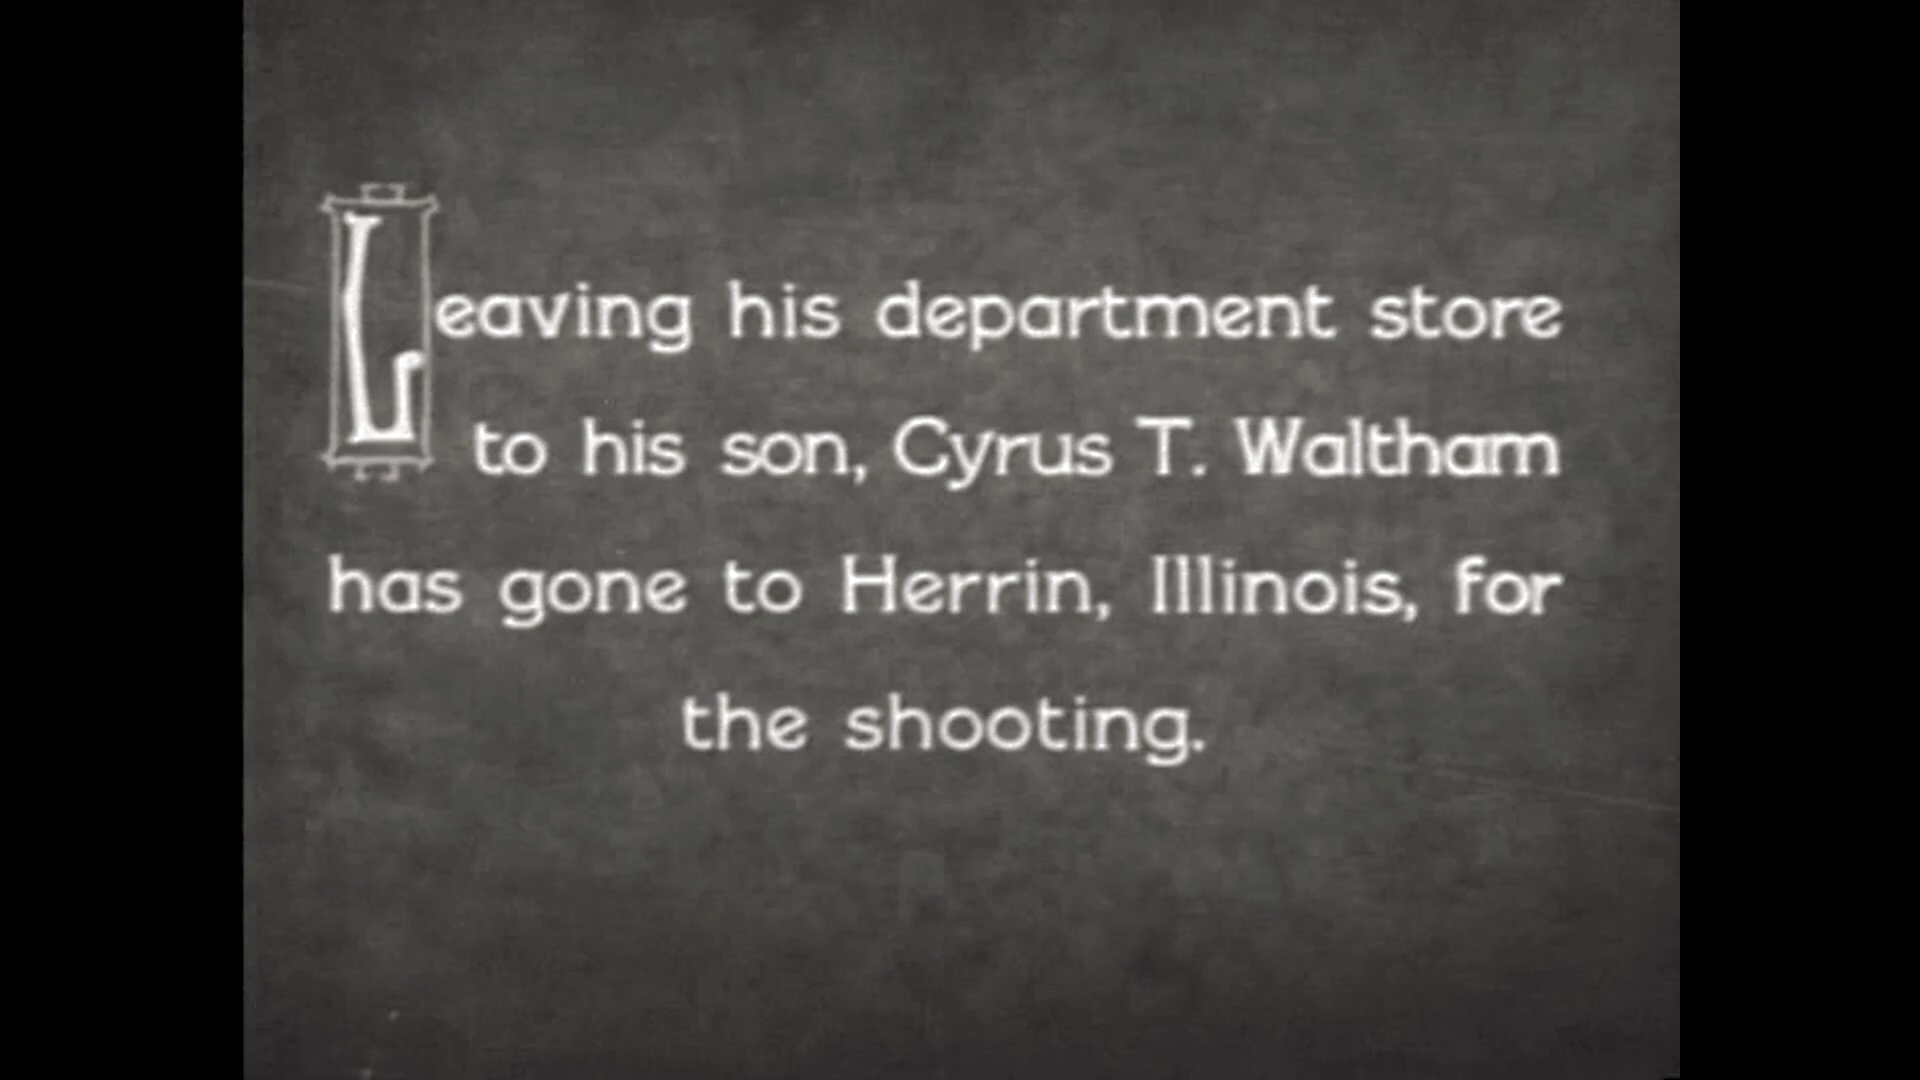 Leaving his department store
to his son, Cyrus T. Waltham
has gone to Herrin, Illinois, for
the shooting.